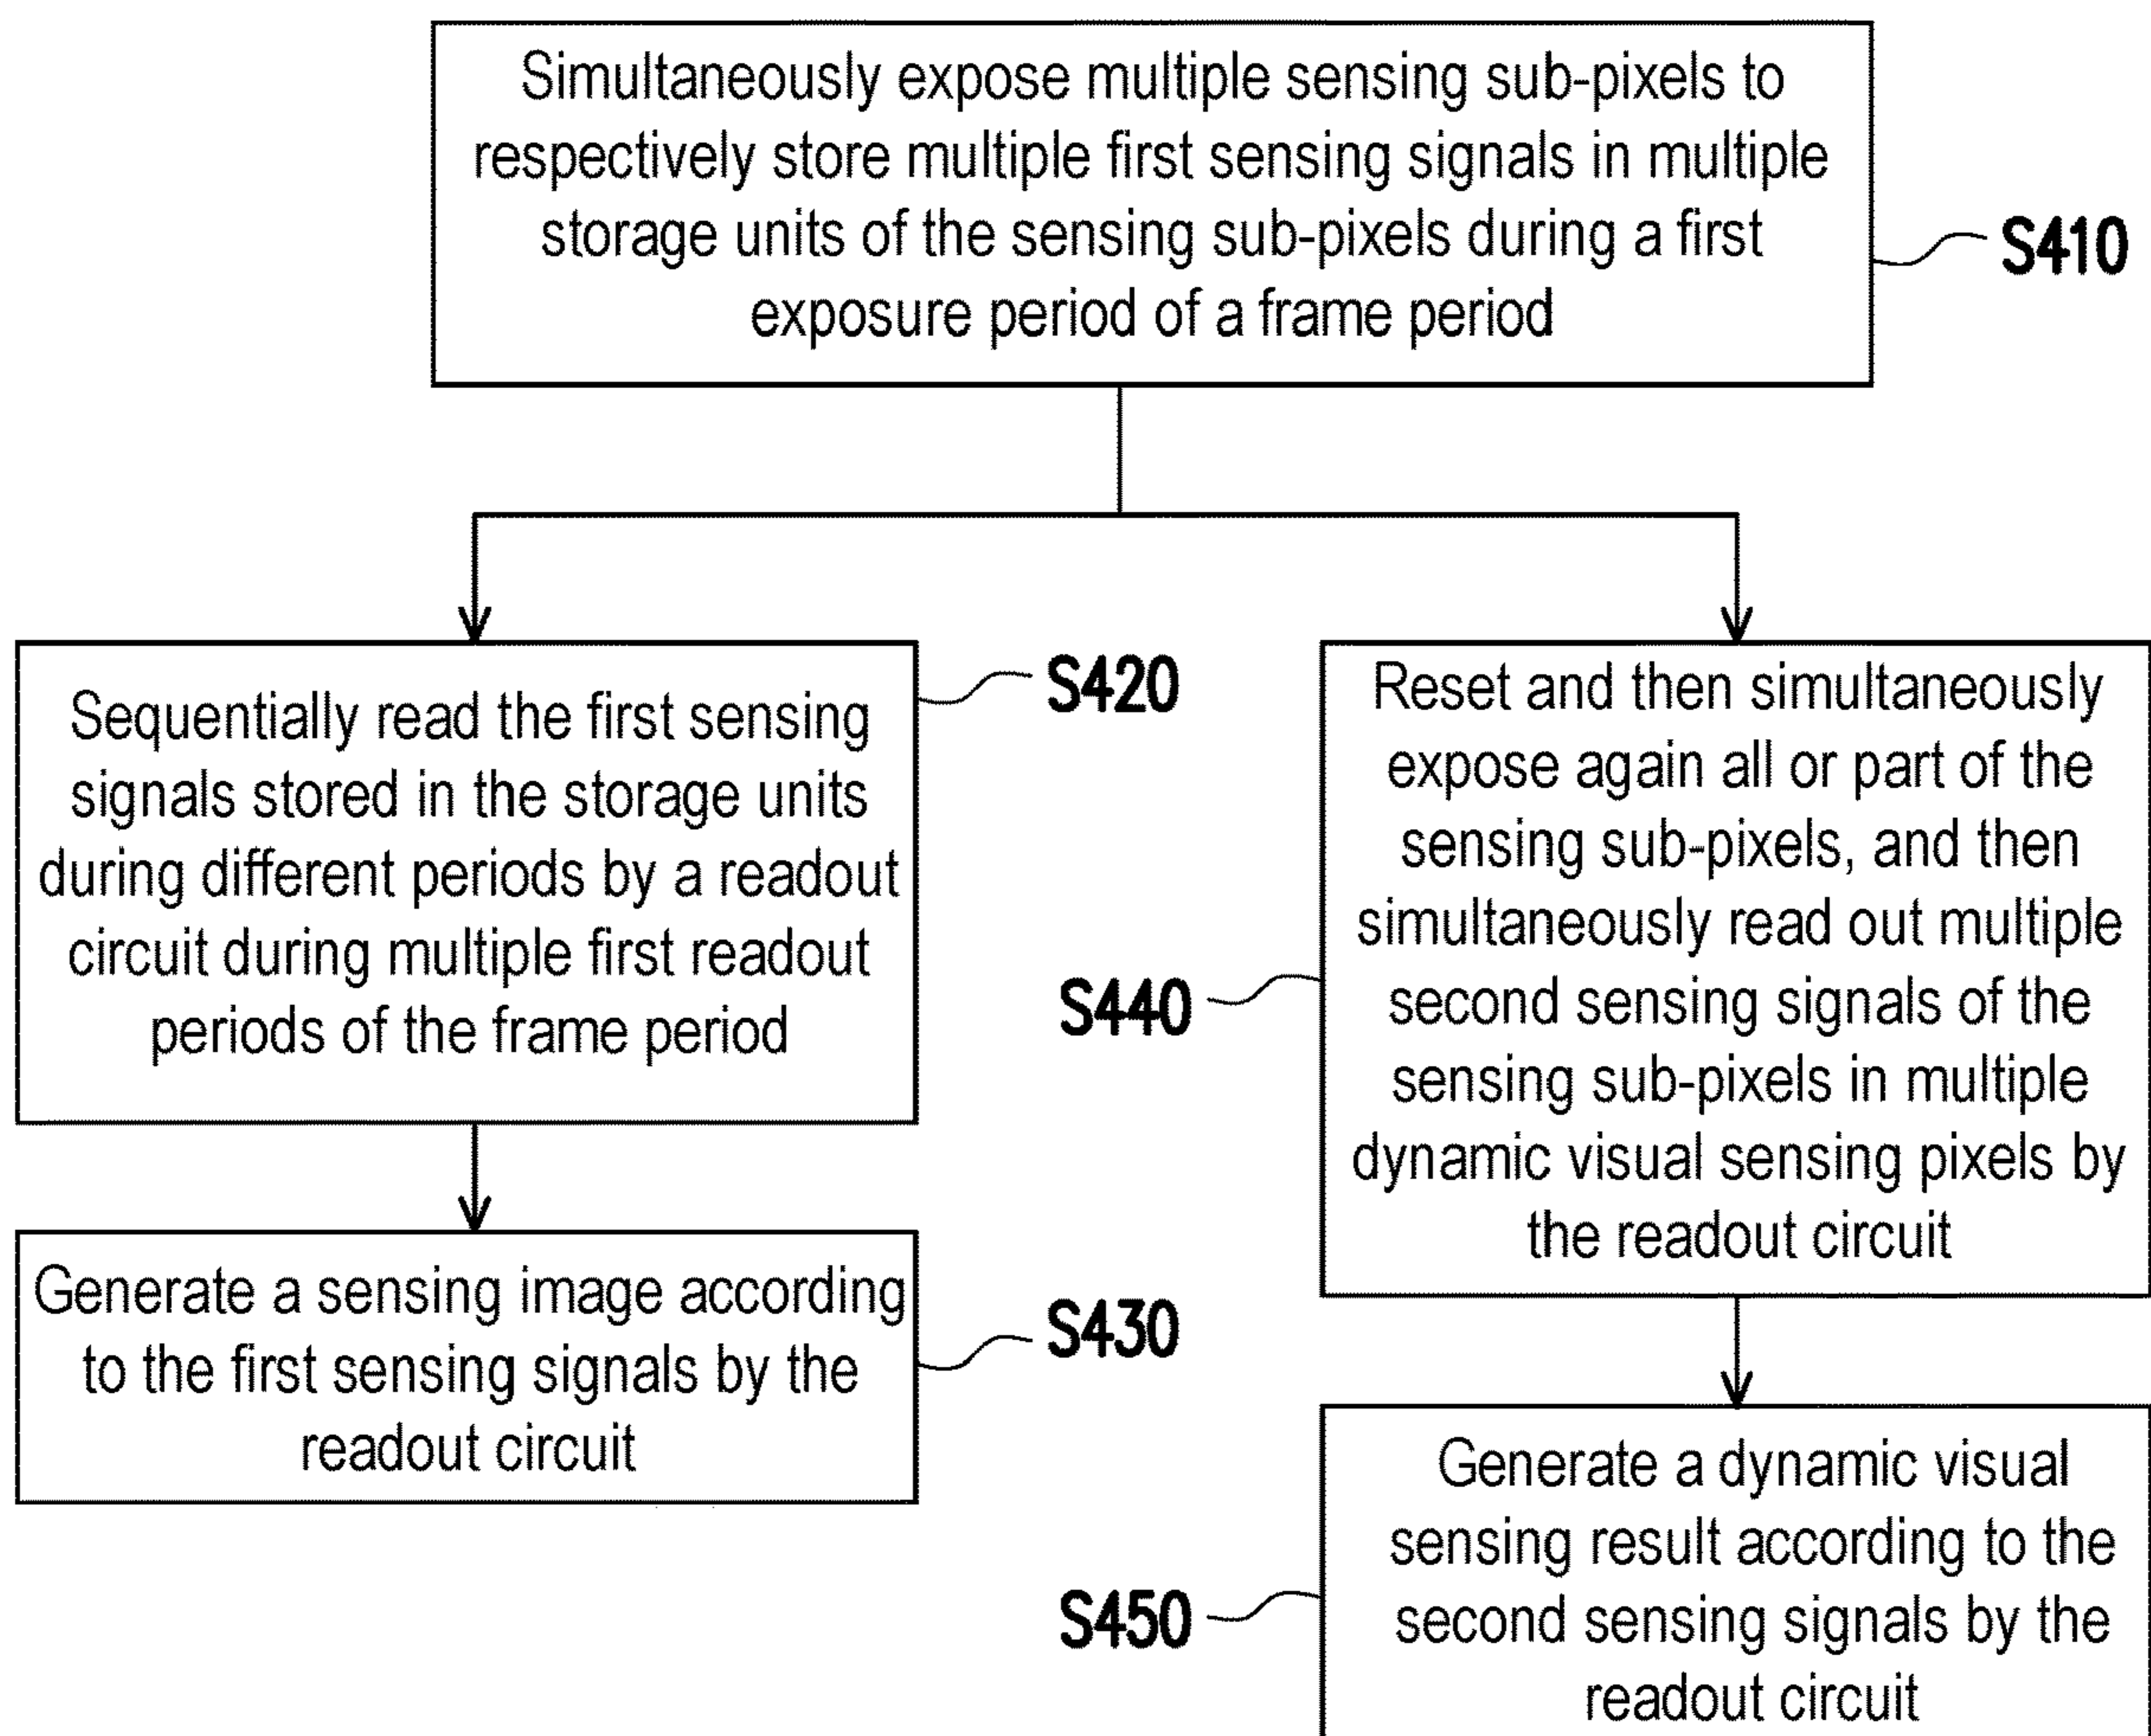 Simultaneously expose multiple sensing sub-pixels to
respectively store multiple first sensing signals in multiple
storage units of the sensing sub-pixels during a first
exposure period of a frame period
S410
Sequentially read the first sensing
signals stored in the storage units
during different periods by a readout
circuit during multiple first readout
periods of the frame period
S420
Generate a sensing image according
to the first sensing signals by the
readout circuit
S430
Reset and then simultaneously
expose again all or part of the
sensing sub-pixels, and then
simultaneously read out multiple
second sensing signals of the
sensing sub-pixels in multiple
dynamic visual sensing pixels by
the readout circuit
S440
Generate a dynamic visual
sensing result according to the
second sensing signals by the
readout circuit
S450